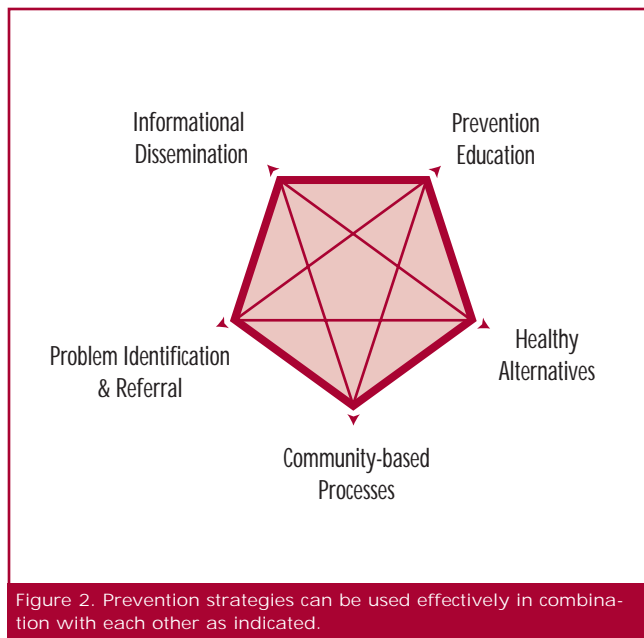 Informational
Dissemination
Prevention
Education
Problem Identification
& Referral
Healthy
Alternatives
Community-based
Processes
Figure 2. Prevention strategies can be used effectively in combina-
tion with each other as indicated.